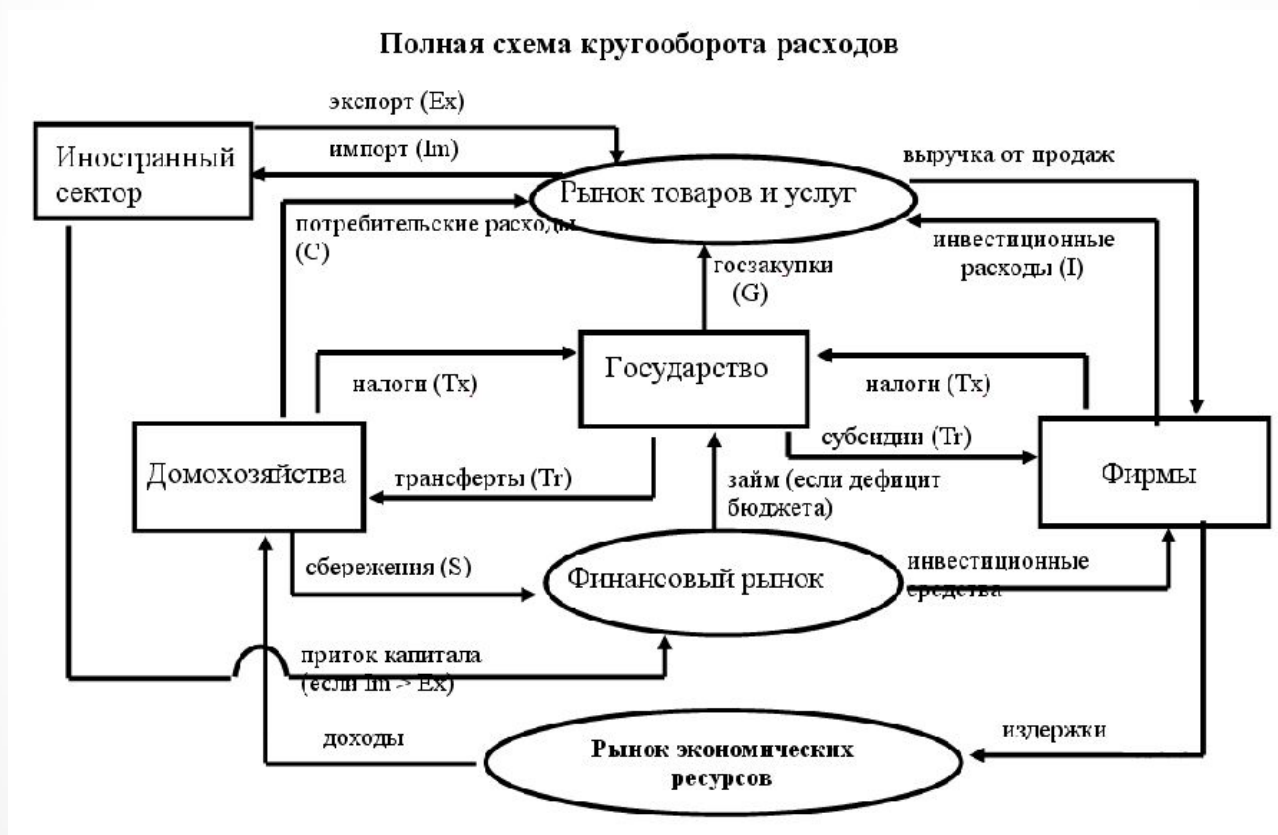 Полная схема кругооборота расходов
экспорт (Ex)
Иностранный
сектор
импорт (Im)
Рынок товаров и услуг
выручка от продаж
потребительские расходы
(C)
инвестиционные
расходы (I)
госзакупки
(G)
Государство
налоги (Tx)
налоги (Tx)
Домохозяйства
трансферты (Tr)
субсидии (Tr)
Фирмы
займ (если дефицит
бюджета)
сбережения (S)
Финансовый рынок
инвестиционные
средства
приток капитала
(если Im > Ex)
доходы
Рынок экономических
ресурсов
издержки